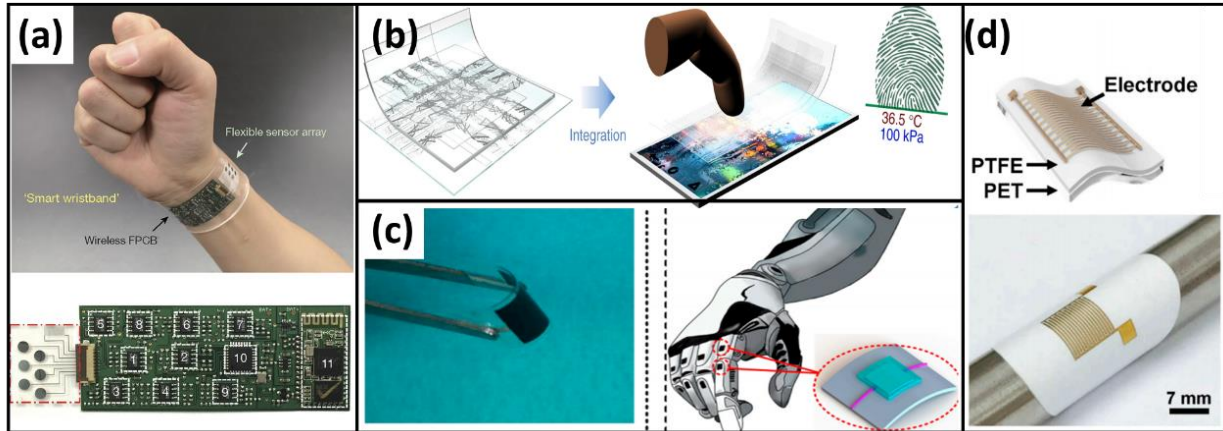 (a)
Flexible sensor array
'Smart wristband'
Wireless FPCB
5
8
6
7
1
2
10
11
3
4
9
(b)
Integration
36.5 °C
100 kPa
(c)
(d)
Electrode
PTFE
PET
7 mm